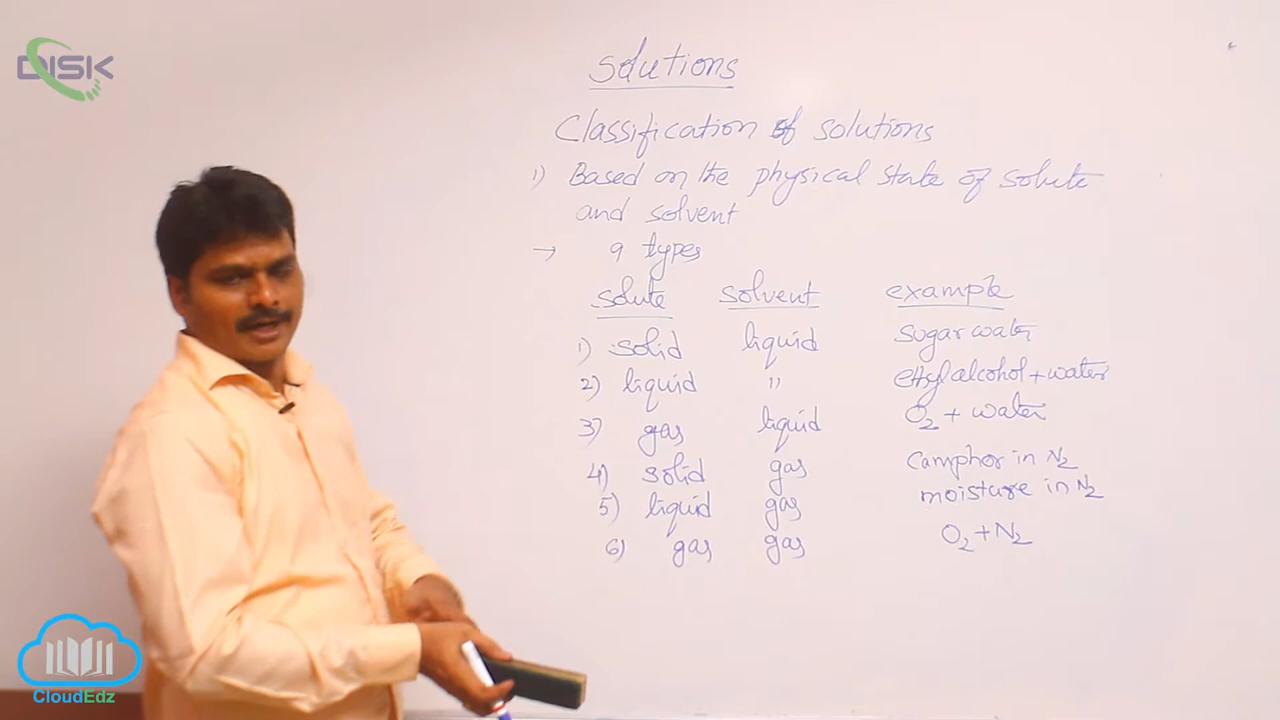 DISK
solutions
Classification of solutions
1) Based on the physical state of solute
and solvent
→ 9 types
solute solvent example
1) solid liquid sugar water
2) liquid " ethyl alcohol + water
3) gas liquid O₂ + water
4) solid gas camphor in N₂
5) liquid gas moisture in N₂
6) gas gas O₂ + N₂
CloudEdz